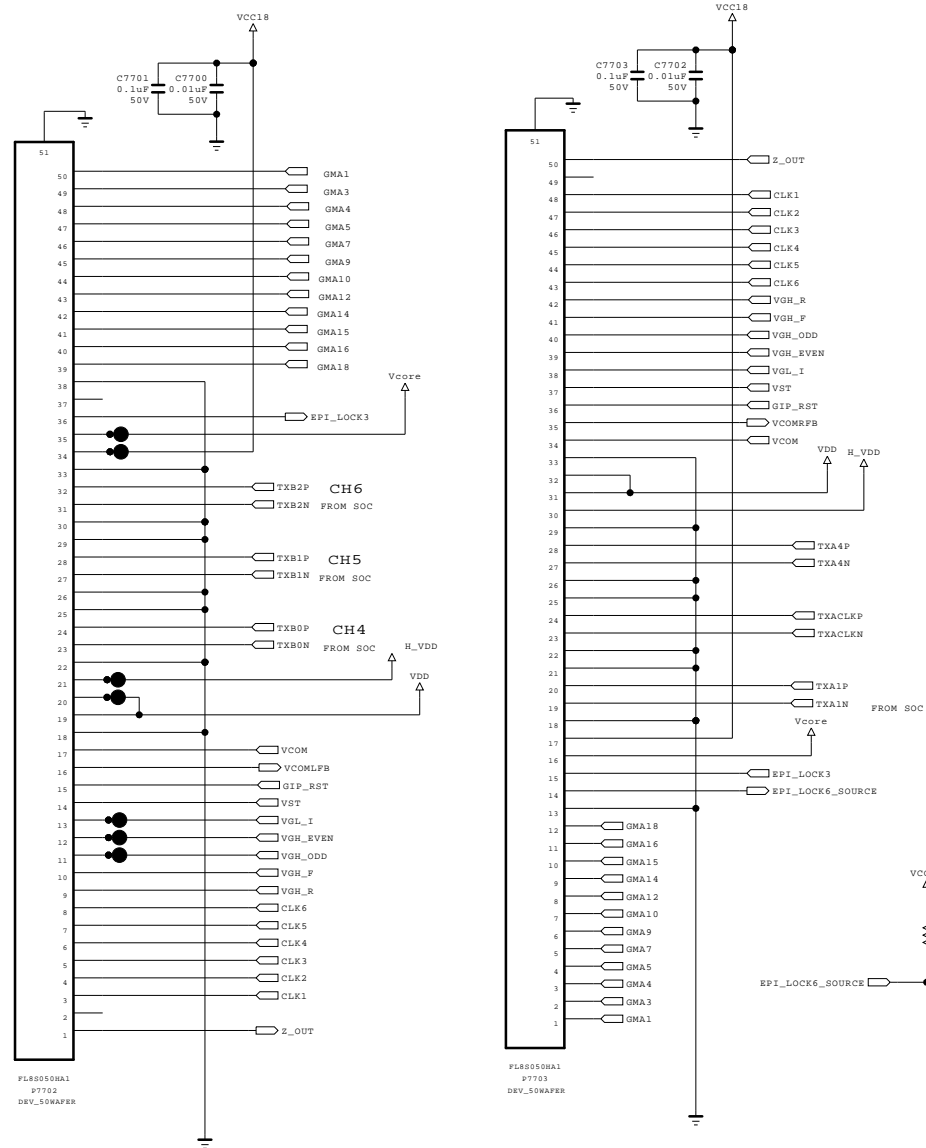 VCC18
C7701
0.1uF
50V
C7700
0.01uF
50V
51
50 GMA1
49 GMA3
48 GMA4
47 GMA5
46 GMA7
45 GMA9
44 GMA10
43 GMA12
42 GMA14
41 GMA15
40 GMA16
39 GMA18
38
Vcore
37
36 EPI_LOCK3
35
34
33
32 TXB2P CH6
31 TXB2N FROM SOC
30
29
28 TXB1P CH5
27 TXB1N FROM SOC
26
25
24 TXB0P CH4
23 TXB0N FROM SOC
22
H_VDD
21
VDD
20
19
18
17 VCOM
16 VCOMLFB
15 GIP_RST
14 VST
13 VGL_I
12 VGH_EVEN
11 VGH_ODD
10 VGH_F
9 VGH_R
8 CLK6
7 CLK5
6 CLK4
5 CLK3
4 CLK2
3 CLK1
2
1 Z_OUT
FL8S050HA1
P7702
DEV_50WAFER
VCC18
C7703
0.1uF
50V
C7702
0.01uF
50V
51
50 Z_OUT
49
48 CLK1
47 CLK2
46 CLK3
45 CLK4
44 CLK5
43 CLK6
42 VGH_R
41 VGH_F
40 VGH_ODD
39 VGH_EVEN
38 VGL_I
37 VST
36 GIP_RST
35 VCOMRFB
34 VCOM
33
VDD H_VDD
32
31
30
29
28 TXA4P
27 TXA4N
26
25
24 TXACLKP
23 TXACLKN
22
21
20 TXA1P
19 TXA1N FROM SOC
18
Vcore
17
16
15 EPI_LOCK3
14 EPI_LOCK6_SOURCE
13
12 GMA18
11 GMA16
10 GMA15
9 GMA14
8 GMA12
7 GMA10
6 GMA9
5 GMA7
4 GMA5
3 GMA4
2 GMA3
1 GMA1
FL8S050HA1
P7703
DEV_50WAFER
EPI_LOCK6_SOURCE